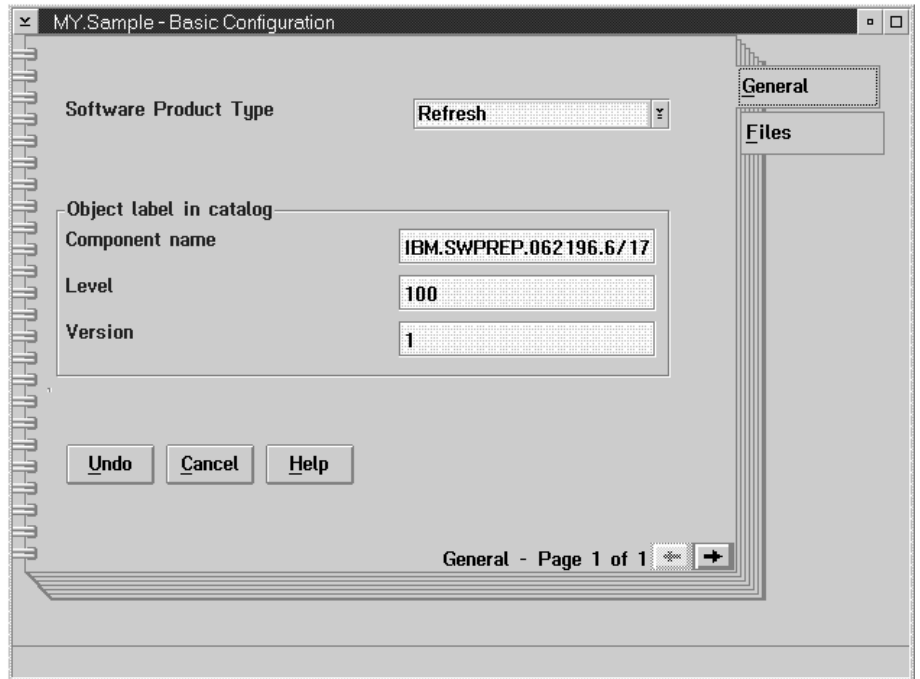 MY.Sample - Basic Configuration
General
Software Product Type
Refresh
Files
Object label in catalog
Component name
IBM.SWPREP.062196.6/17
Level
100
Version
1
Undo Cancel Help
General - Page 1 of 1